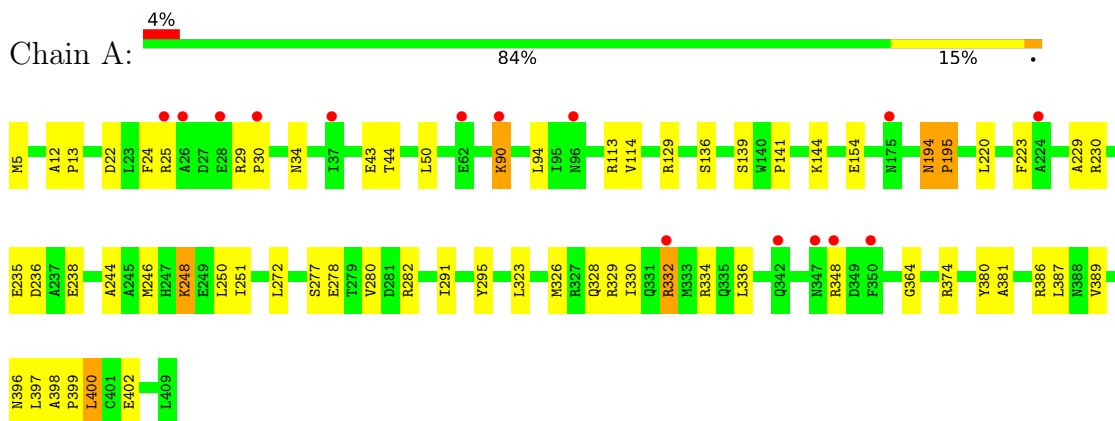 4%
Chain A:
84% 15% •
M5 A12 P13 D22 L23 F24 R25 A26 D27 E28 R29 P30 N34 I37 E43 T44 L50 E62 K90 L94 I95 N96 R113 V114 R129 S136 S139 W140 P141 K144 E154 N175 N194 P195 L220 F223 A224 A229 R230
E235 D236 A237 E238 A244 A245 M246 H247 K248 E249 L250 I251 L272 S277 E278 T279 V280 D281 R282 I291 Y295 L323 M326 R327 Q328 R329 I330 Q331 R332 M333 R334 Q335 L336 Q342 N347 R348 D349 F350 G364 R374 Y380 A381 R386 L387 N388 V389
N396 L397 A398 P399 L400 C401 E402 L409